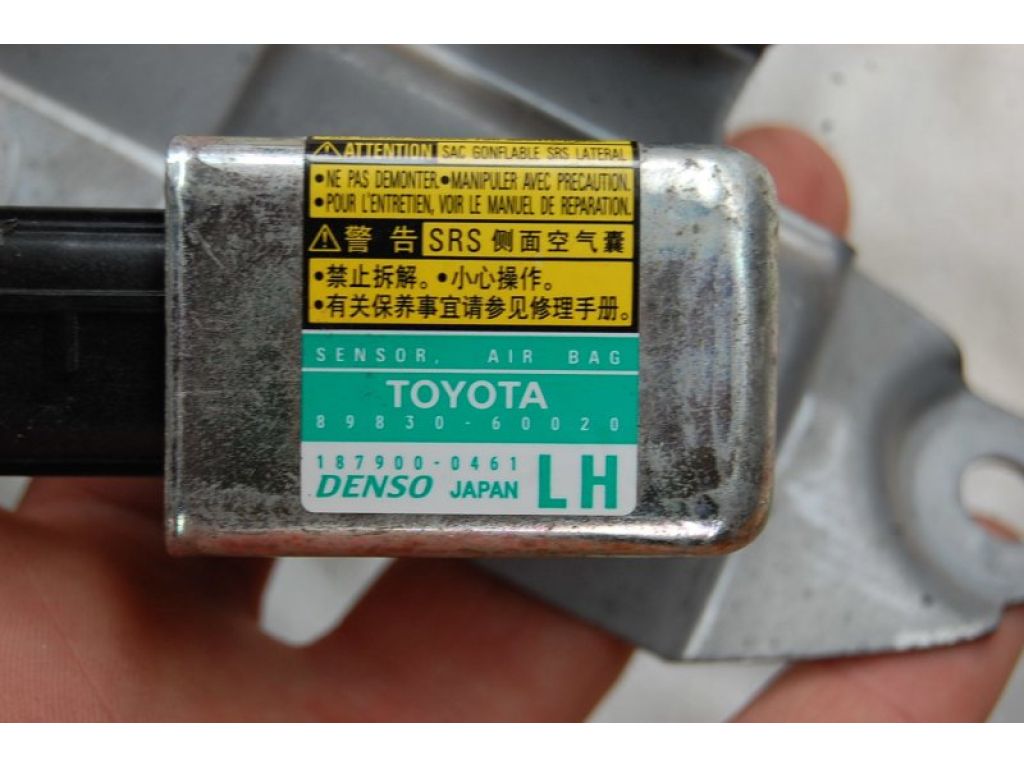 ⚠ ATTENTION SAC GONFLABLE SRS LATERAL
•NE PAS DEMONTER.•MANIPULER AVEC PRECAUTION.
•POUR L'ENTRETIEN, VOIR LE MANUEL DE REPARATION.
⚠ 警告 SRS 侧面空气囊
•禁止拆解。•小心操作。
•有关保养事宜请参见修理手册。
SENSOR, AIR BAG
TOYOTA
89830-60020
187900-0461
DENSO JAPAN LH